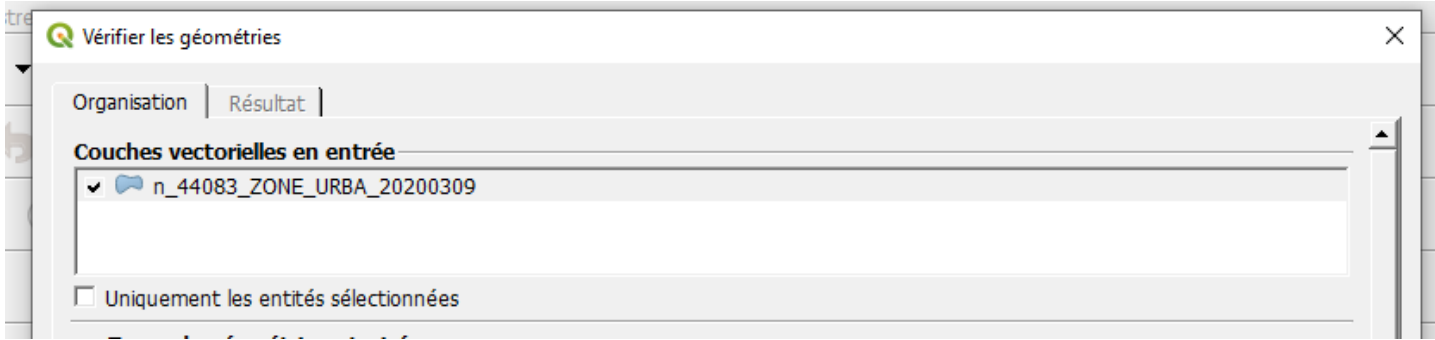 Vérifier les géométries
Organisation
Résultat
Couches vectorielles en entrée
n_44083_ZONE_URBA_20200309
Uniquement les entités sélectionnées